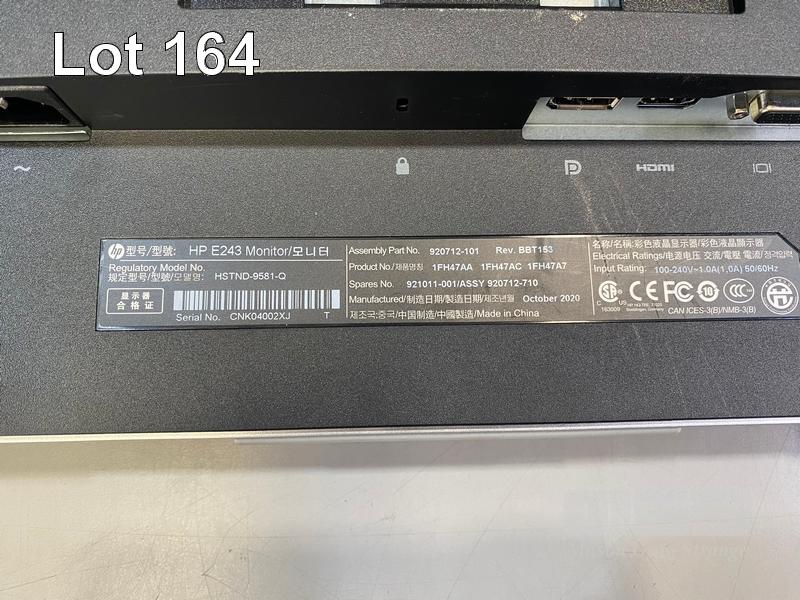 Lot 164
HDMI
hp 型号/型號: HP E243 Monitor/모니터
Regulatory Model No.
规定型号/型號/모델명: HSTND-9581-Q
显示器
合格证
Serial No. CNK04002XJ T
Assembly Part No. 920712-101 Rev. BBT153
Product No./제품명칭 1FH47AA 1FH47AC 1FH47A7
Spares No. 921011-001/ASSY 920712-710
Manufactured/制造日期/製造日期/제조년월 October 2020
제조국:중국/中国制造/中國製造/Made in China
名称/名稱:彩色液晶显示器/彩色液晶顯示器
Electrical Ratings/电源电压 交流/電壓 電流/정격입력
Input Rating: 100-240V~1.0A(1,0A) 50/60Hz
C US
163009
CE FC 10 CCC
CAN ICES-3(B)/NMB-3(B)